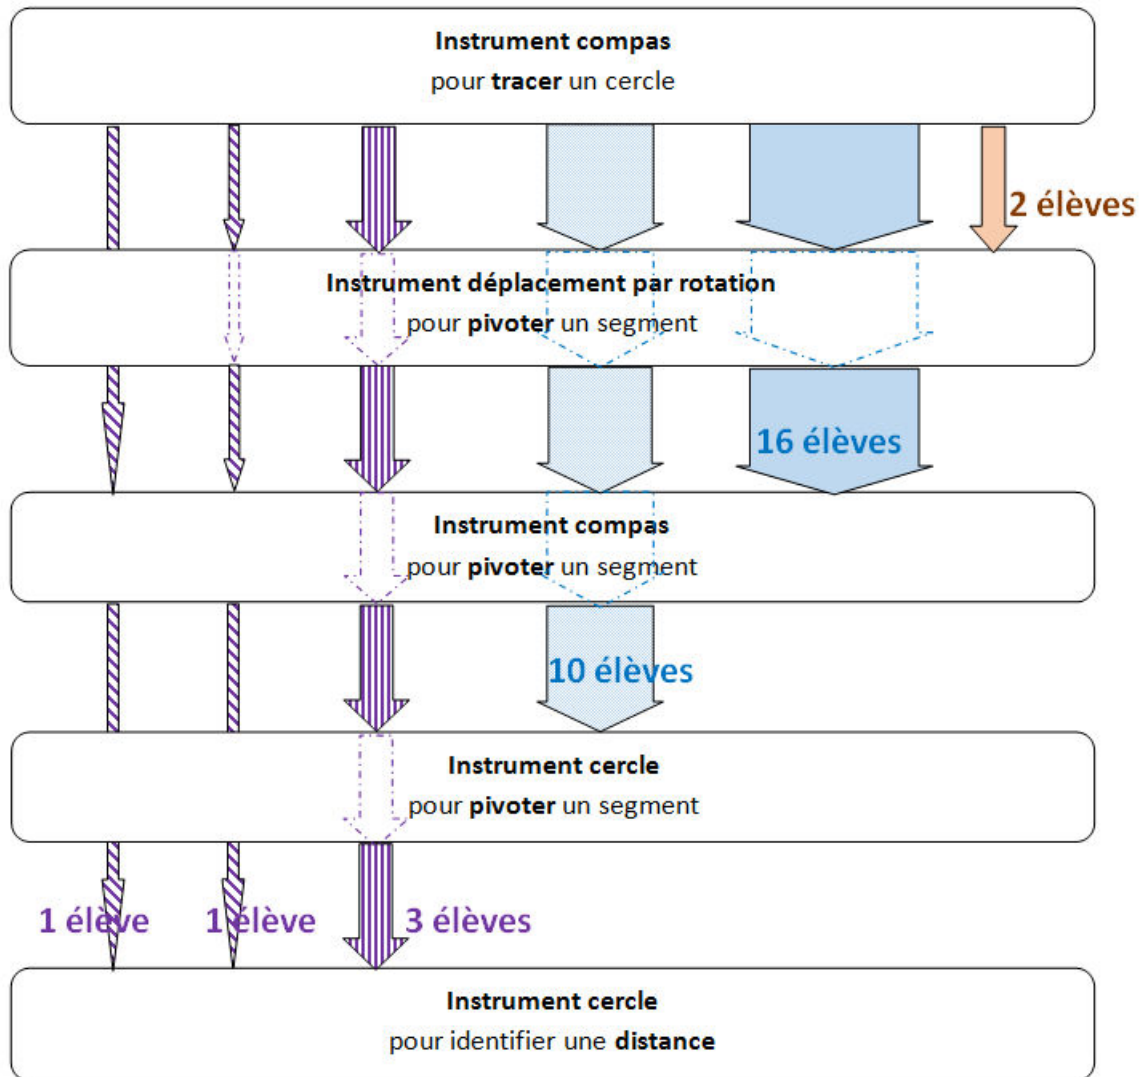 Instrument compas
pour tracer un cercle
2 élèves
Instrument déplacement par rotation
pour pivoter un segment
16 élèves
Instrument compas
pour pivoter un segment
10 élèves
Instrument cercle
pour pivoter un segment
1 élève
1 élève
3 élèves
Instrument cercle
pour identifier une distance